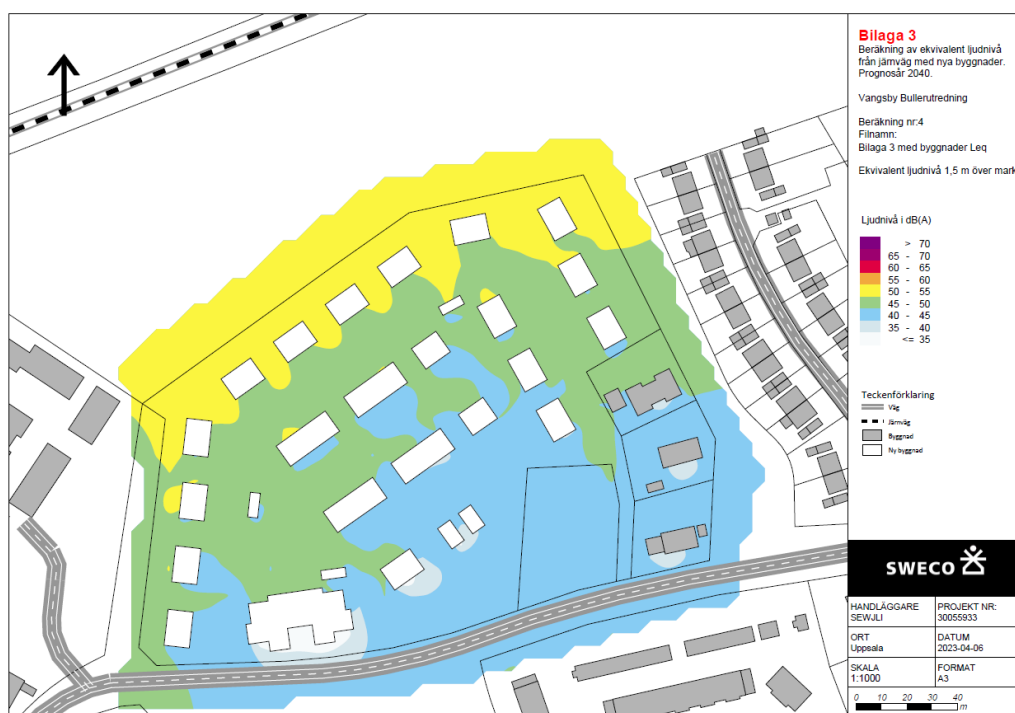 Bilaga 3
Beräkning av ekvivalent ljudnivå
från järnväg med nya byggnader.
Prognosår 2040.
Vangsby Bullerutredning
Beräkning nr:4
Filnamn:
Bilaga 3 med byggnader Leq
Ekvivalent ljudnivå 1,5 m över mark
Ljudnivå i dB(A)
> 70
65 - 70
60 - 65
55 - 60
50 - 55
45 - 50
40 - 45
35 - 40
<= 35
Teckenförklaring
Väg
Järnväg
Byggnad
Ny byggnad
SWECO
HANDLÄGGARE
SEWJLI
PROJEKT NR:
30055933
ORT
Uppsala
DATUM
2023-04-06
SKALA
1:1000
FORMAT
A3
0 10 20 30 40
m